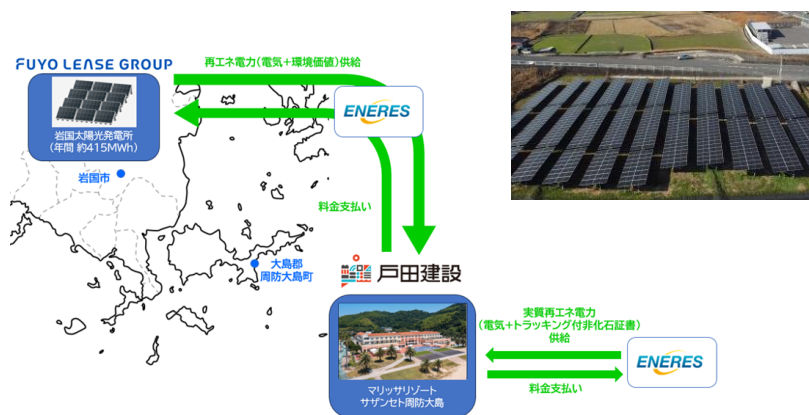 FUYO LEASE GROUP
再エネ電力(電気+環境価値)供給
ENERES
岩国太陽光発電所
(年間 約415MWh)
岩国市
料金支払い
大島郡
周防大島町
戸田建設
実質再エネ電力
(電気+トラッキング付非化石証書)
供給
ENERES
料金支払い
マリッサリゾート
サザンセト周防大島